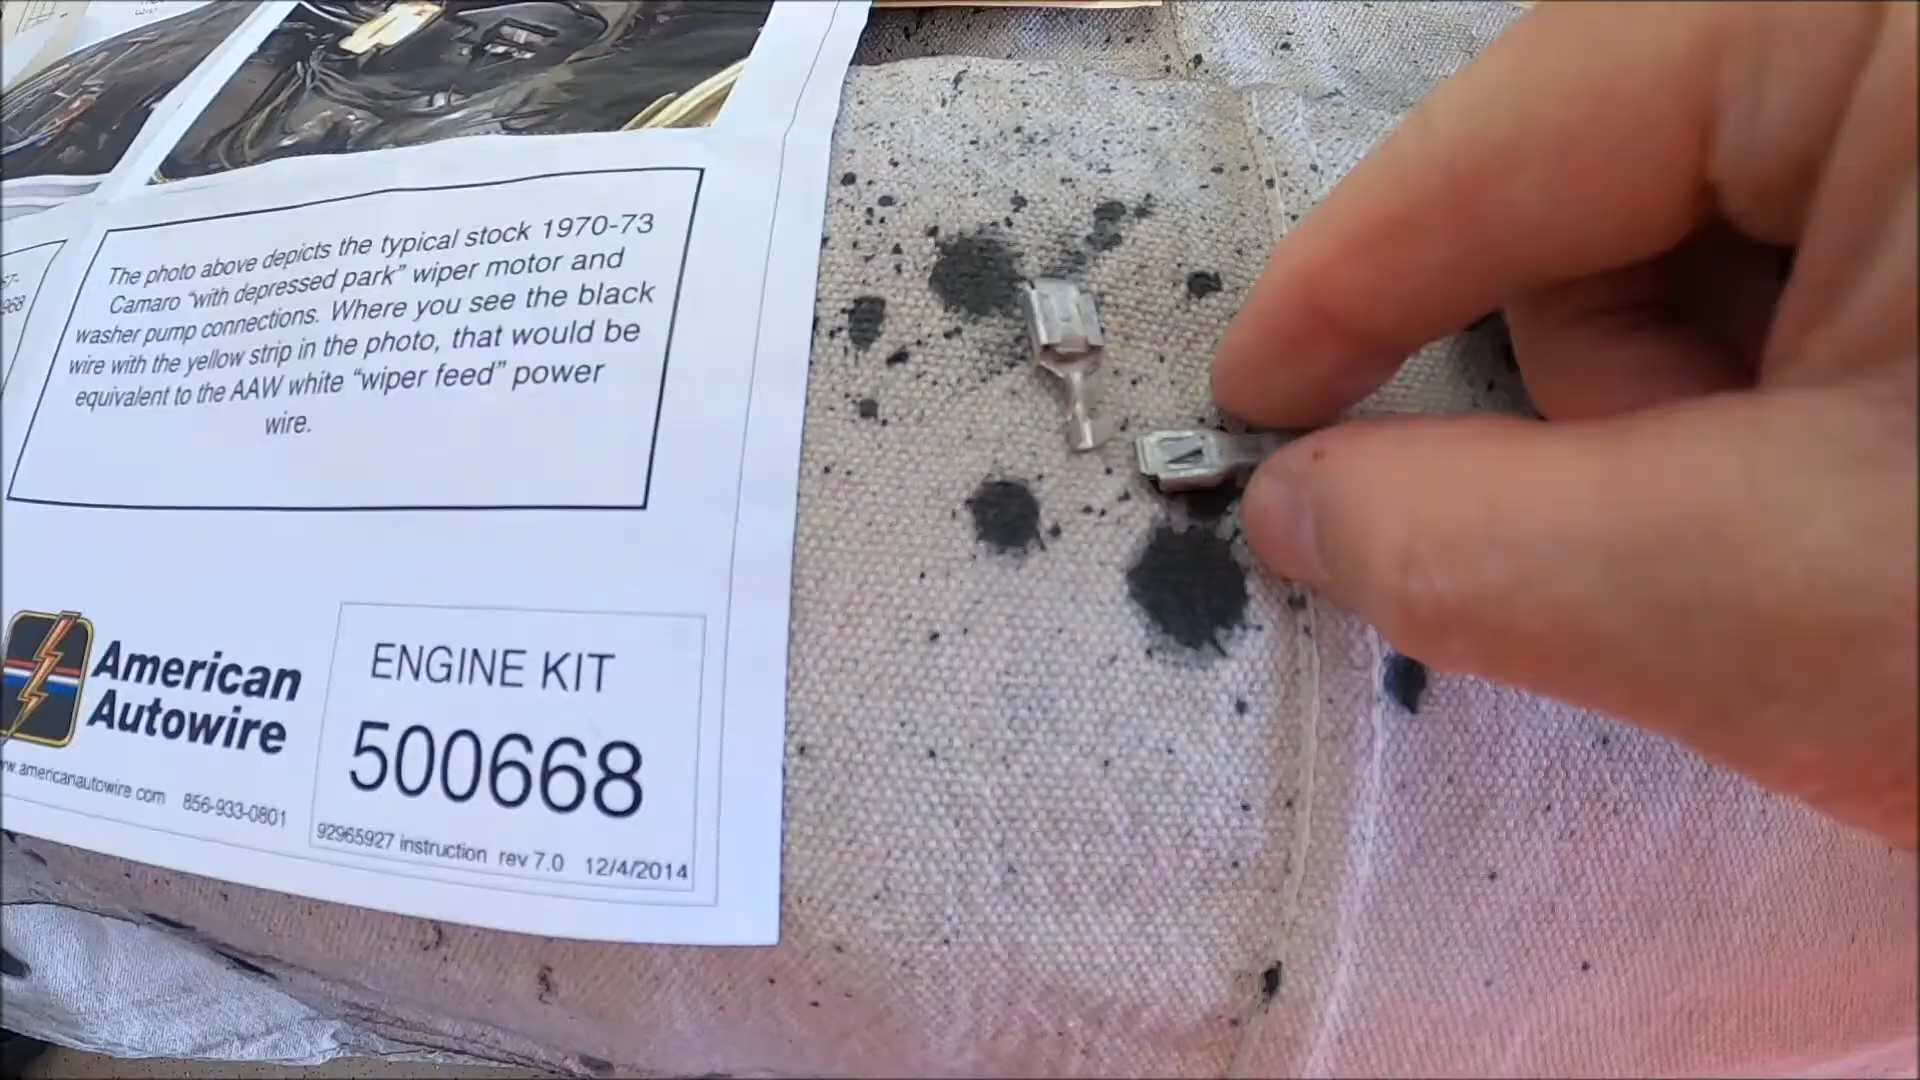 The photo above depicts the typical stock 1970-73
Camaro "with depressed park" wiper motor and
washer pump connections. Where you see the black
wire with the yellow strip in the photo, that would be
equivalent to the AAW white "wiper feed" power
wire.
American
Autowire
856-933-0801
ENGINE KIT
500668
92965927 instruction rev 7.0 12/4/2014